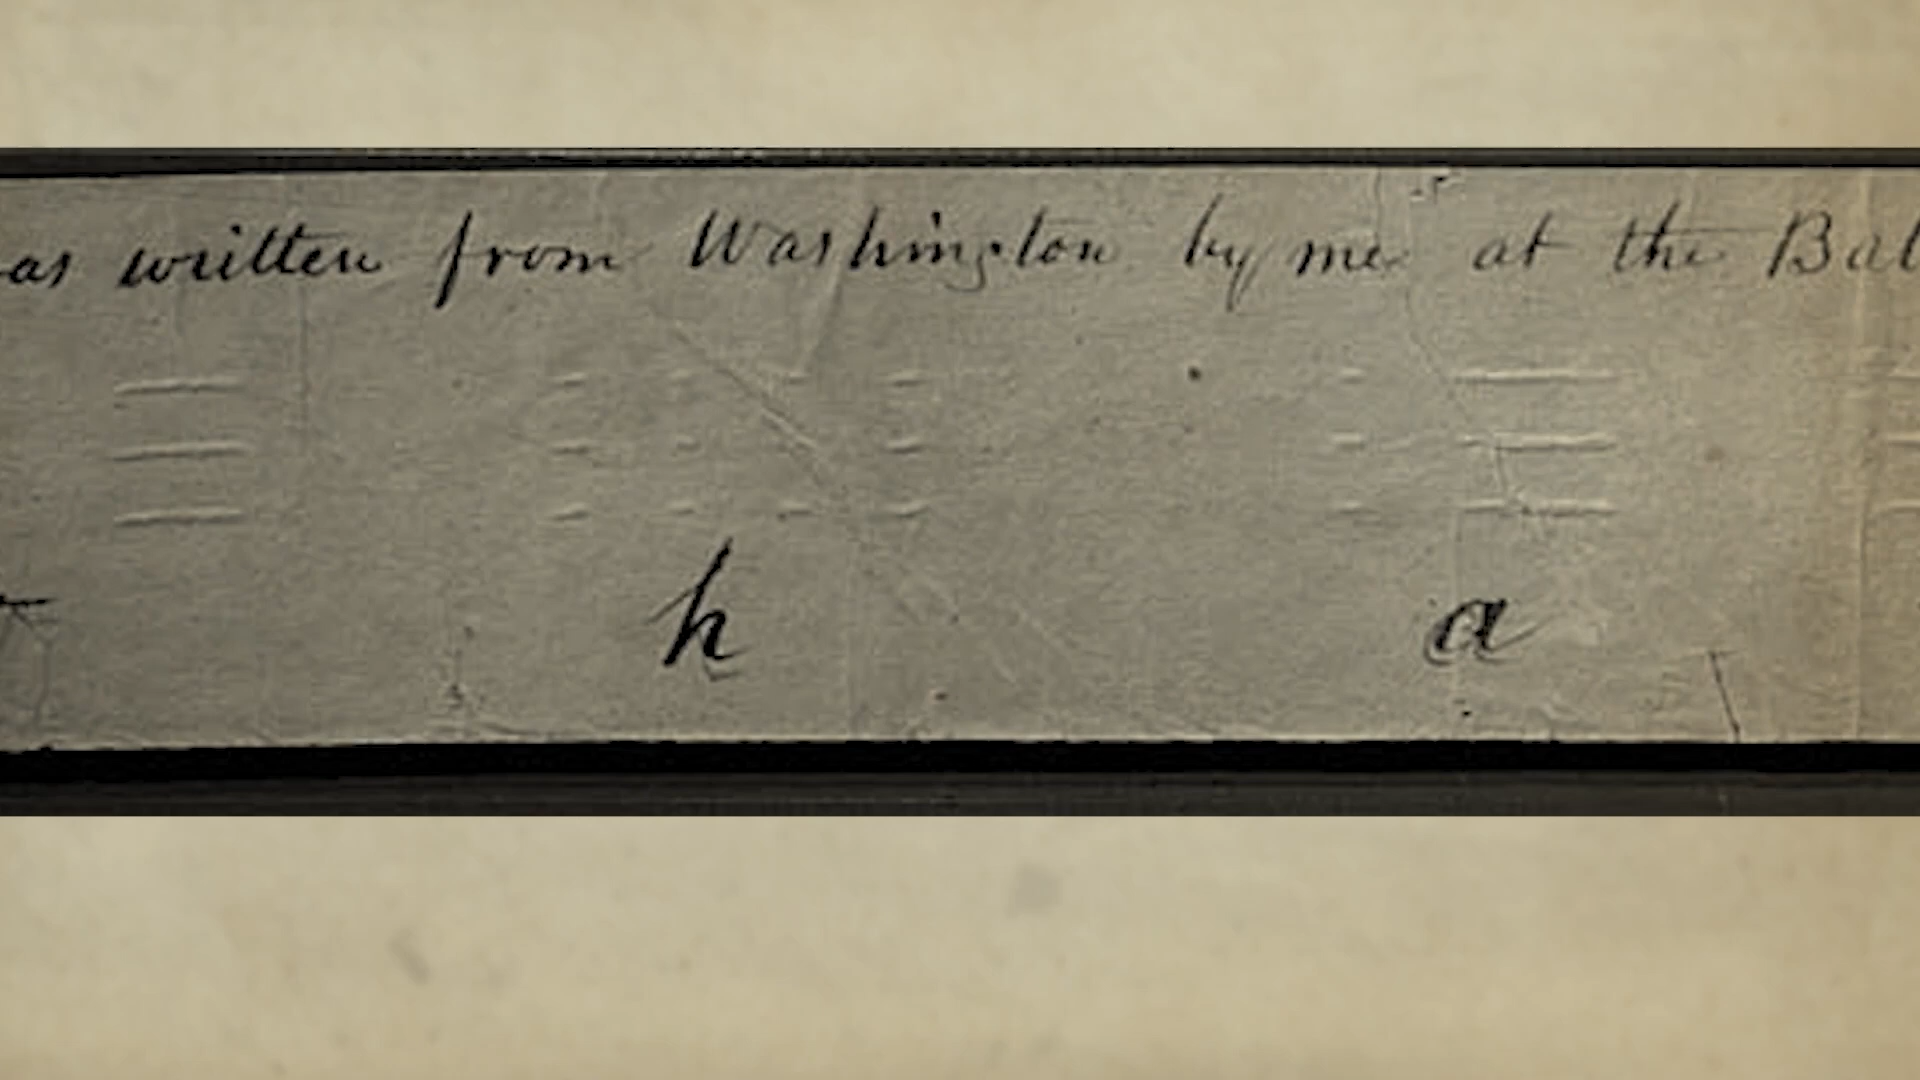 as written from Washington by me at the Bal
h a